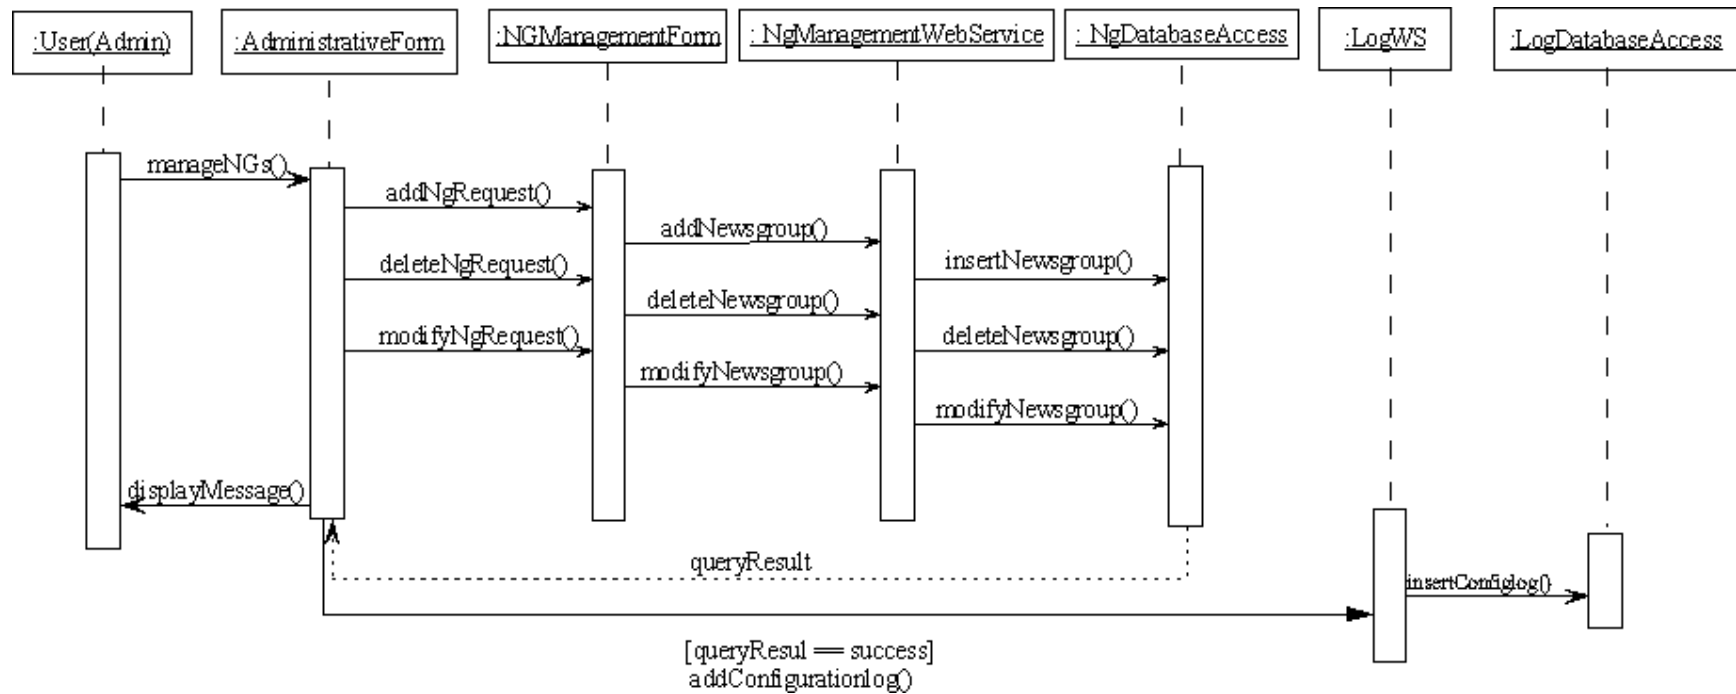 :User(Admin)
:AdministrativeForm
:NGManagementForm
: NgManagementWebService
: NgDatabaseAccess
:LogWS
:LogDatabaseAccess
manageNGs()
addNgRequest()
addNewsgroup()
insertNewsgroup()
deleteNgRequest()
deleteNewsgroup()
deleteNewsgroup()
modifyNgRequest()
modifyNewsgroup()
modifyNewsgroup()
displayMessage()
queryResult
insertConfiglog()
[queryResul == success]
addConfigurationlog()